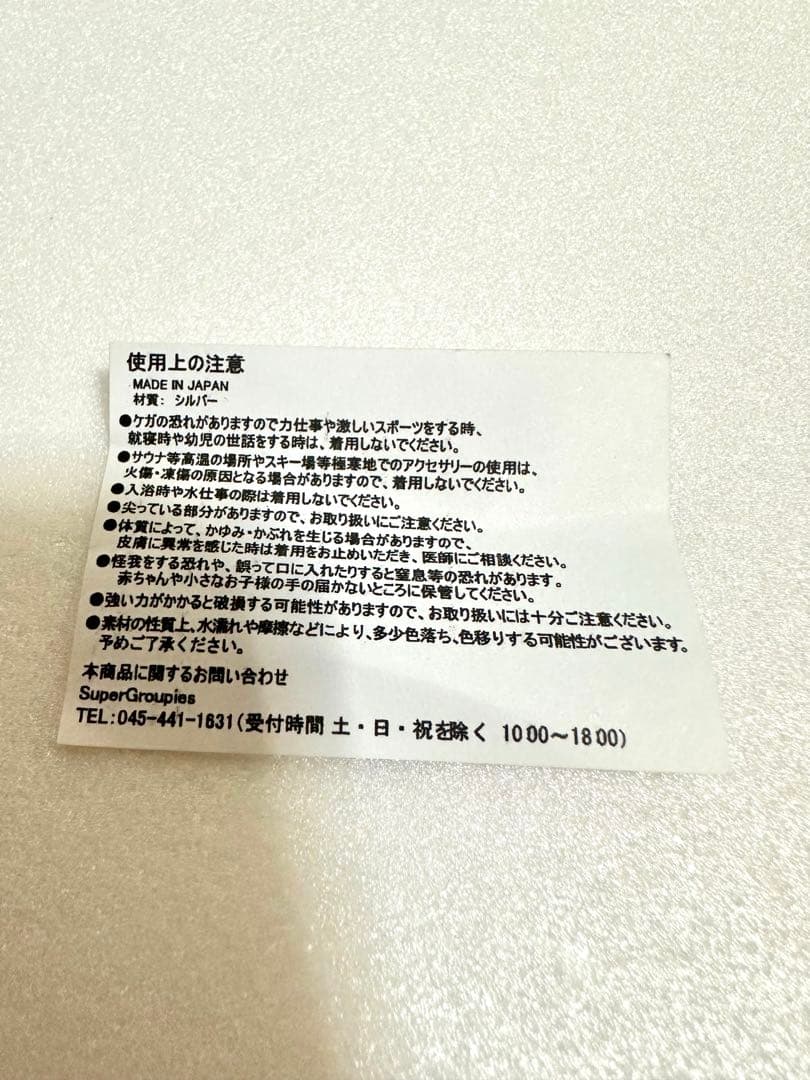 使用上の注意
MADE IN JAPAN
材質： シルバー
●ケガの恐れがありますので力仕事や激しいスポーツをする時、
就寝時や幼児の世話をする時は、着用しないでください。
●サウナ等高温の場所やスキー場等極寒地でのアクセサリーの使用は、
火傷・凍傷の原因となる場合がありますので、着用しないでください。
●入浴時や水仕事の際は着用しないでください。
●尖っている部分がありますので、お取り扱いにご注意ください。
●体質によって、かゆみ・かぶれを生じる場合がありますので、
皮膚に異常を感じた時は着用をお止めいただき、医師にご相談ください。
●怪我をする恐れや、誤って口に入れたりすると窒息等の恐れがあります。
赤ちゃんや小さなお子様の手の届かないところに保管してください。
●強い力がかかると破損する可能性がありますので、お取り扱いには十分ご注意ください。
●素材の性質上、水濡れや摩擦などにより、多少色落ち、色移りする可能性がございます。
予めご了承ください。
本商品に関するお問い合わせ
SuperGroupies
TEL:045-441-1631(受付時間 土・日・祝を除く 10:00～18:00)